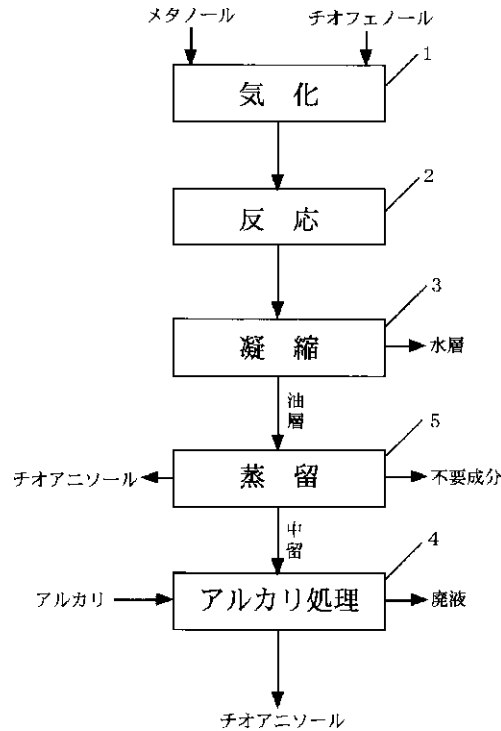 メタノール
チオフェノール
1
気 化
2
反 応
3
凝 縮
水層
油層
5
チオアニソール
蒸 留
不要成分
中留
4
アルカリ
アルカリ処理
廃液
チオアニソール